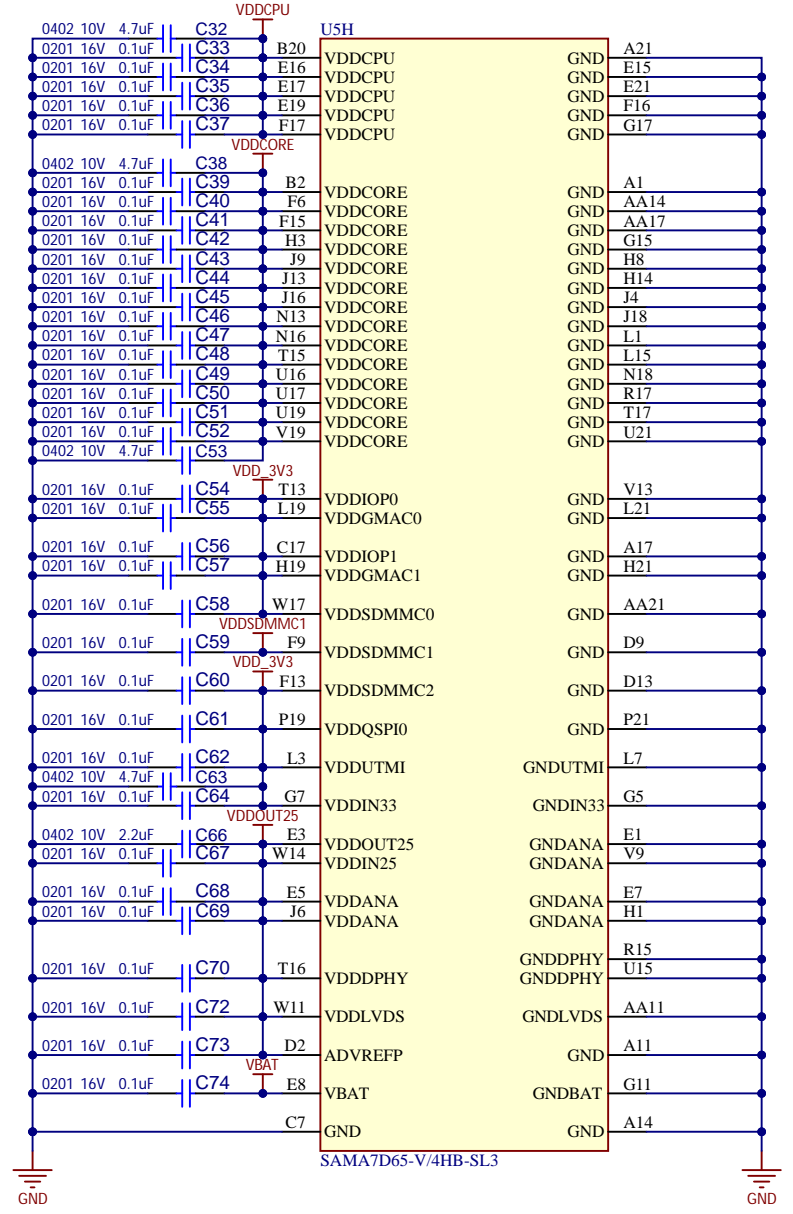 VDDCPU
0402 10V 4.7uF C32 U5H
0201 16V 0.1uF C33 B20 VDDCPU GND A21
0201 16V 0.1uF C34 E16 VDDCPU GND E15
0201 16V 0.1uF C35 E17 VDDCPU GND E21
0201 16V 0.1uF C36 E19 VDDCPU GND F16
0201 16V 0.1uF C37 F17 VDDCPU GND G17
VDDCORE
0402 10V 4.7uF C38
0201 16V 0.1uF C39 B2 VDDCORE GND A1
0201 16V 0.1uF C40 F6 VDDCORE GND AA14
0201 16V 0.1uF C41 F15 VDDCORE GND AA17
0201 16V 0.1uF C42 H3 VDDCORE GND G15
0201 16V 0.1uF C43 J9 VDDCORE GND H8
0201 16V 0.1uF C44 J13 VDDCORE GND H14
0201 16V 0.1uF C45 J16 VDDCORE GND J4
0201 16V 0.1uF C46 N13 VDDCORE GND J18
0201 16V 0.1uF C47 N16 VDDCORE GND L1
0201 16V 0.1uF C48 T15 VDDCORE GND L15
0201 16V 0.1uF C49 U16 VDDCORE GND N18
0201 16V 0.1uF C50 U17 VDDCORE GND R17
0201 16V 0.1uF C51 U19 VDDCORE GND T17
0201 16V 0.1uF C52 V19 VDDCORE GND U21
0402 10V 4.7uF C53
VDD_3V3
0201 16V 0.1uF C54 T13 VDDIOP0 GND V13
0201 16V 0.1uF C55 L19 VDDGMAC0 GND L21
0201 16V 0.1uF C56 C17 VDDIOP1 GND A17
0201 16V 0.1uF C57 H19 VDDGMAC1 GND H21
0201 16V 0.1uF C58 W17 VDDSDMMC0 GND AA21
VDDSDMMC1
0201 16V 0.1uF C59 F9 VDDSDMMC1 GND D9
VDD_3V3
0201 16V 0.1uF C60 F13 VDDSDMMC2 GND D13
0201 16V 0.1uF C61 P19 VDDQSPI0 GND P21
0201 16V 0.1uF C62 L3 VDDUTMI GNDUTMI L7
0402 10V 4.7uF C63
0201 16V 0.1uF C64 G7 VDDIN33 GNDIN33 G5
VDDOUT25
0402 10V 2.2uF C66 E3 VDDOUT25 GNDANA E1
0201 16V 0.1uF C67 W14 VDDIN25 GNDANA V9
0201 16V 0.1uF C68 E5 VDDANA GNDANA E7
0201 16V 0.1uF C69 J6 VDDANA GNDANA H1
GNDDPHY R15
0201 16V 0.1uF C70 T16 VDDDPHY GNDDPHY U15
0201 16V 0.1uF C72 W11 VDDLVDS GNDLVDS AA11
0201 16V 0.1uF C73 D2 ADVREFP GND A11
VBAT
0201 16V 0.1uF C74 E8 VBAT GNDBAT G11
C7 GND GND A14
SAMA7D65-V/4HB-SL3
GND GND